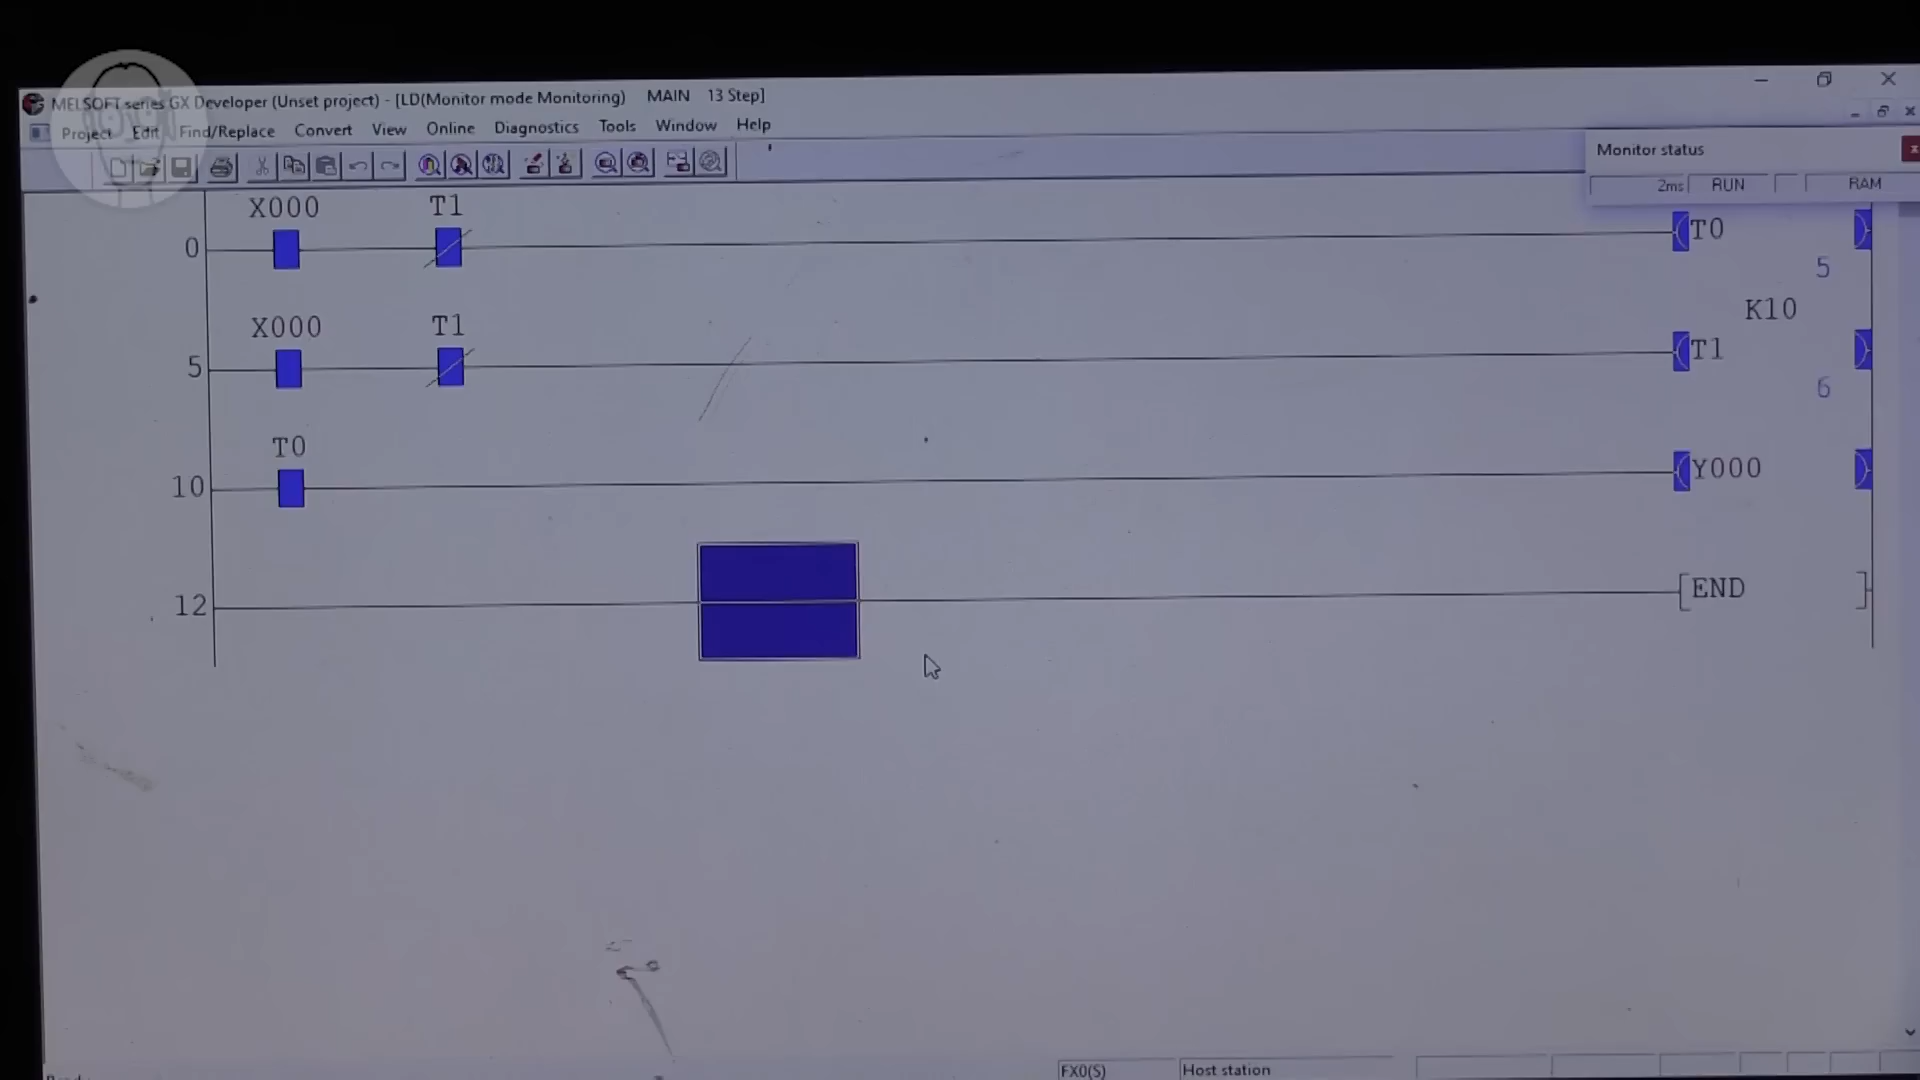 MELSOFT series GX Developer (Unset project) - [LD(Monitor mode Monitoring) MAIN 13 Step]
Project Edit Find/Replace Convert View Online Diagnostics Tools Window Help
Monitor status
2ms RUN RAM
X000 T1
0 T0
5
K10
X000 T1
5 T1
6
T0
10 Y000
12 END
FX0(S) Host station